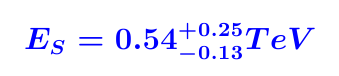 $E_S = 0.54^{+0.25}_{-0.13} TeV$